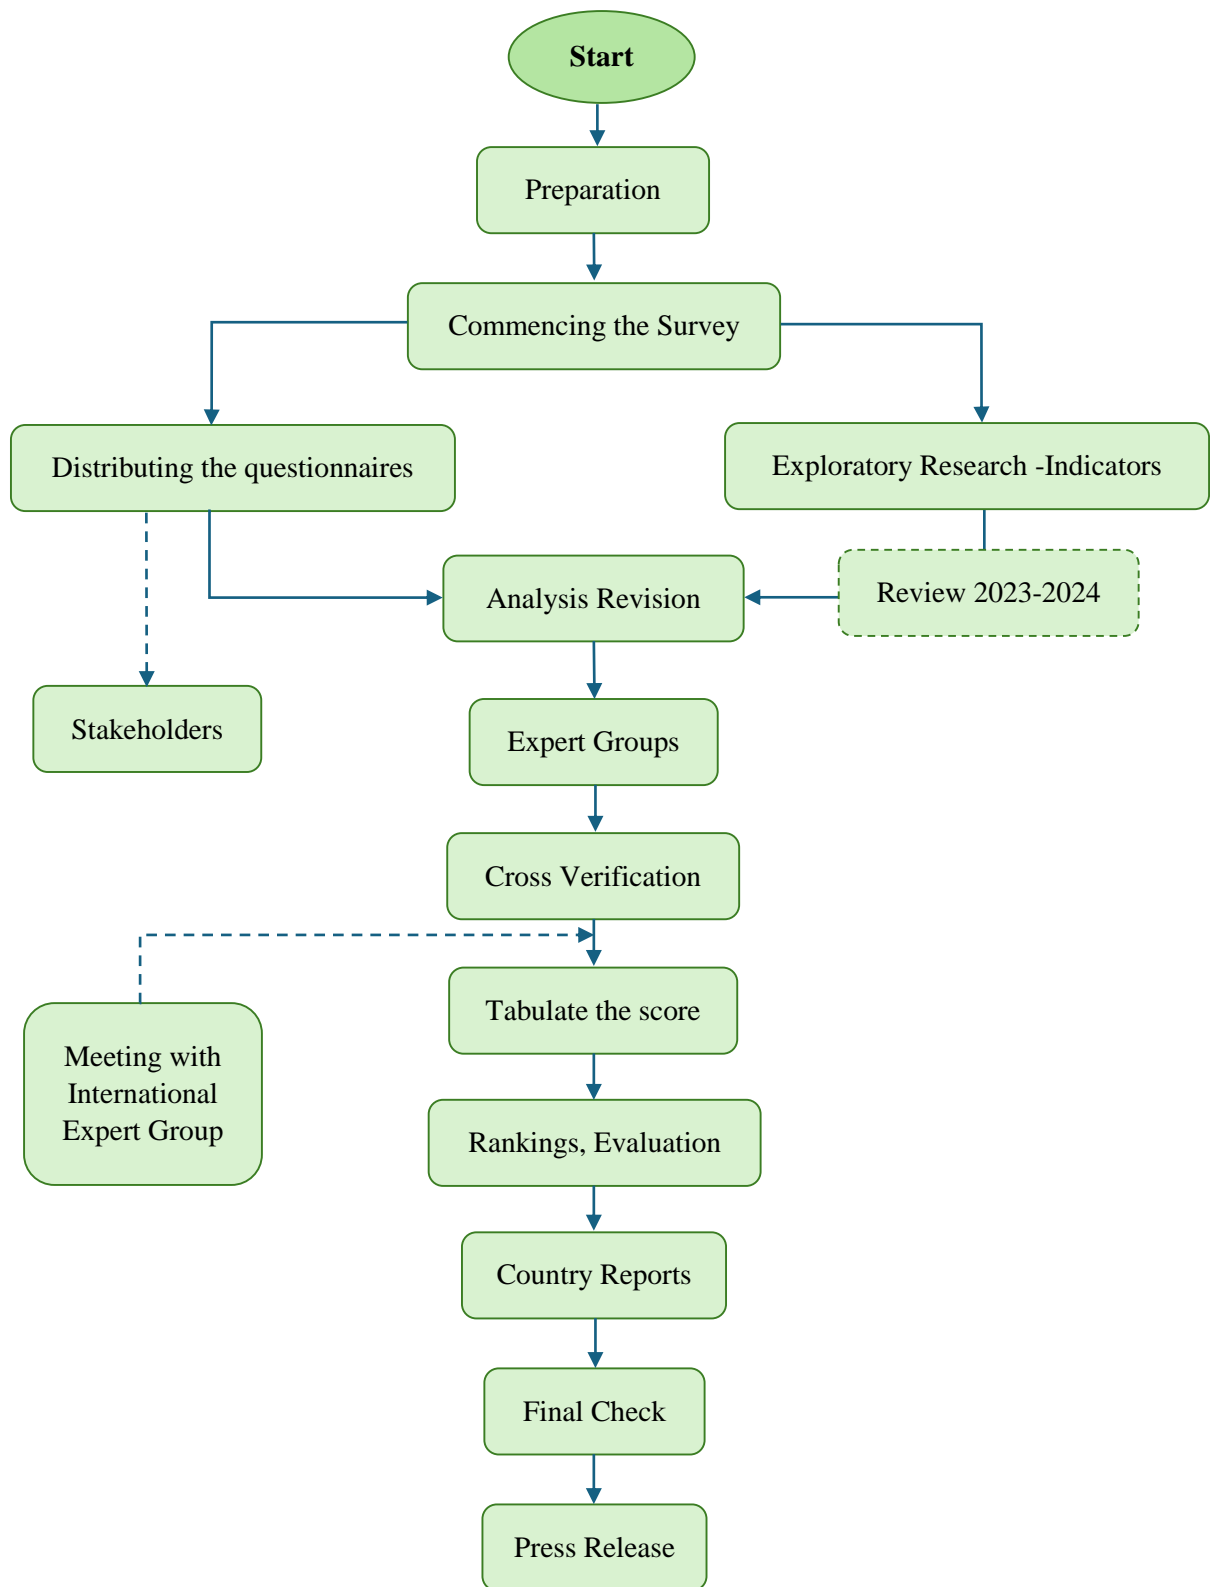 Start
Preparation
Commencing the Survey
Distributing the questionnaires
Exploratory Research -Indicators
Analysis Revision
Review 2023-2024
Stakeholders
Expert Groups
Cross Verification
Tabulate the score
Meeting with
International
Expert Group
Rankings, Evaluation
Country Reports
Final Check
Press Release